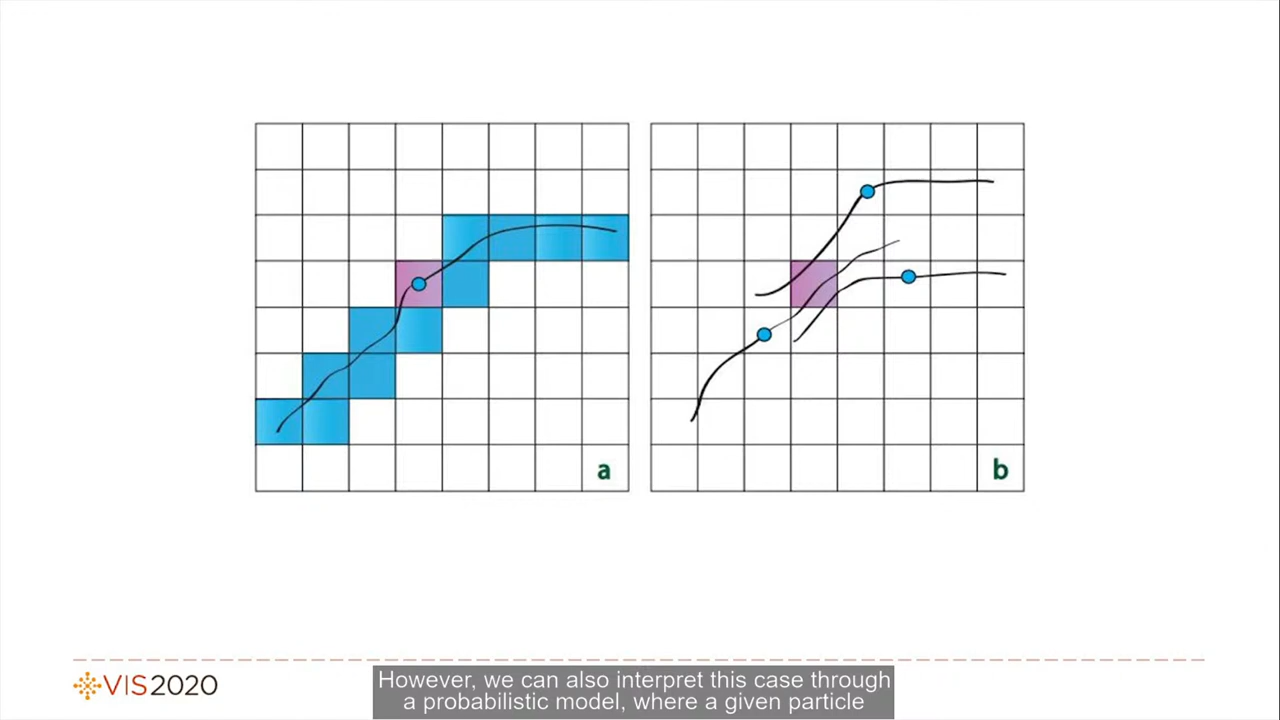 a
b
VIS2020
However, we can also interpret this case through
a probabilistic model, where a given particle